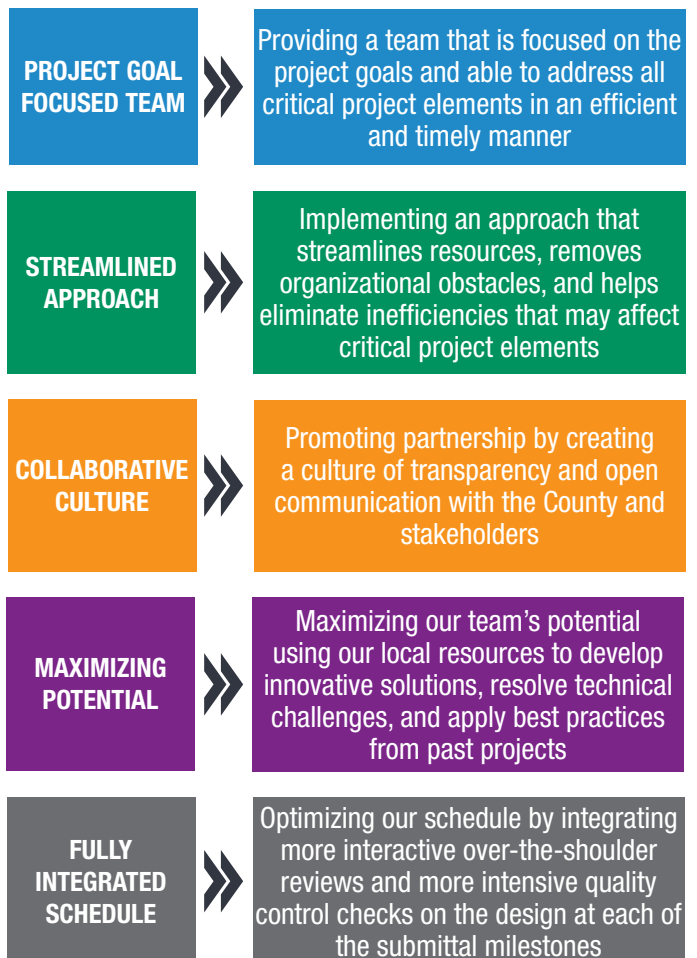 PROJECT GOAL
FOCUSED TEAM
Providing a team that is focused on the
project goals and able to address all
critical project elements in an efficient
and timely manner
STREAMLINED
APPROACH
Implementing an approach that
streamlines resources, removes
organizational obstacles, and helps
eliminate inefficiencies that may affect
critical project elements
COLLABORATIVE
CULTURE
Promoting partnership by creating
a culture of transparency and open
communication with the County and
stakeholders
MAXIMIZING
POTENTIAL
Maximizing our team’s potential
using our local resources to develop
innovative solutions, resolve technical
challenges, and apply best practices
from past projects
FULLY
INTEGRATED
SCHEDULE
Optimizing our schedule by integrating
more interactive over-the-shoulder
reviews and more intensive quality
control checks on the design at each of
the submittal milestones